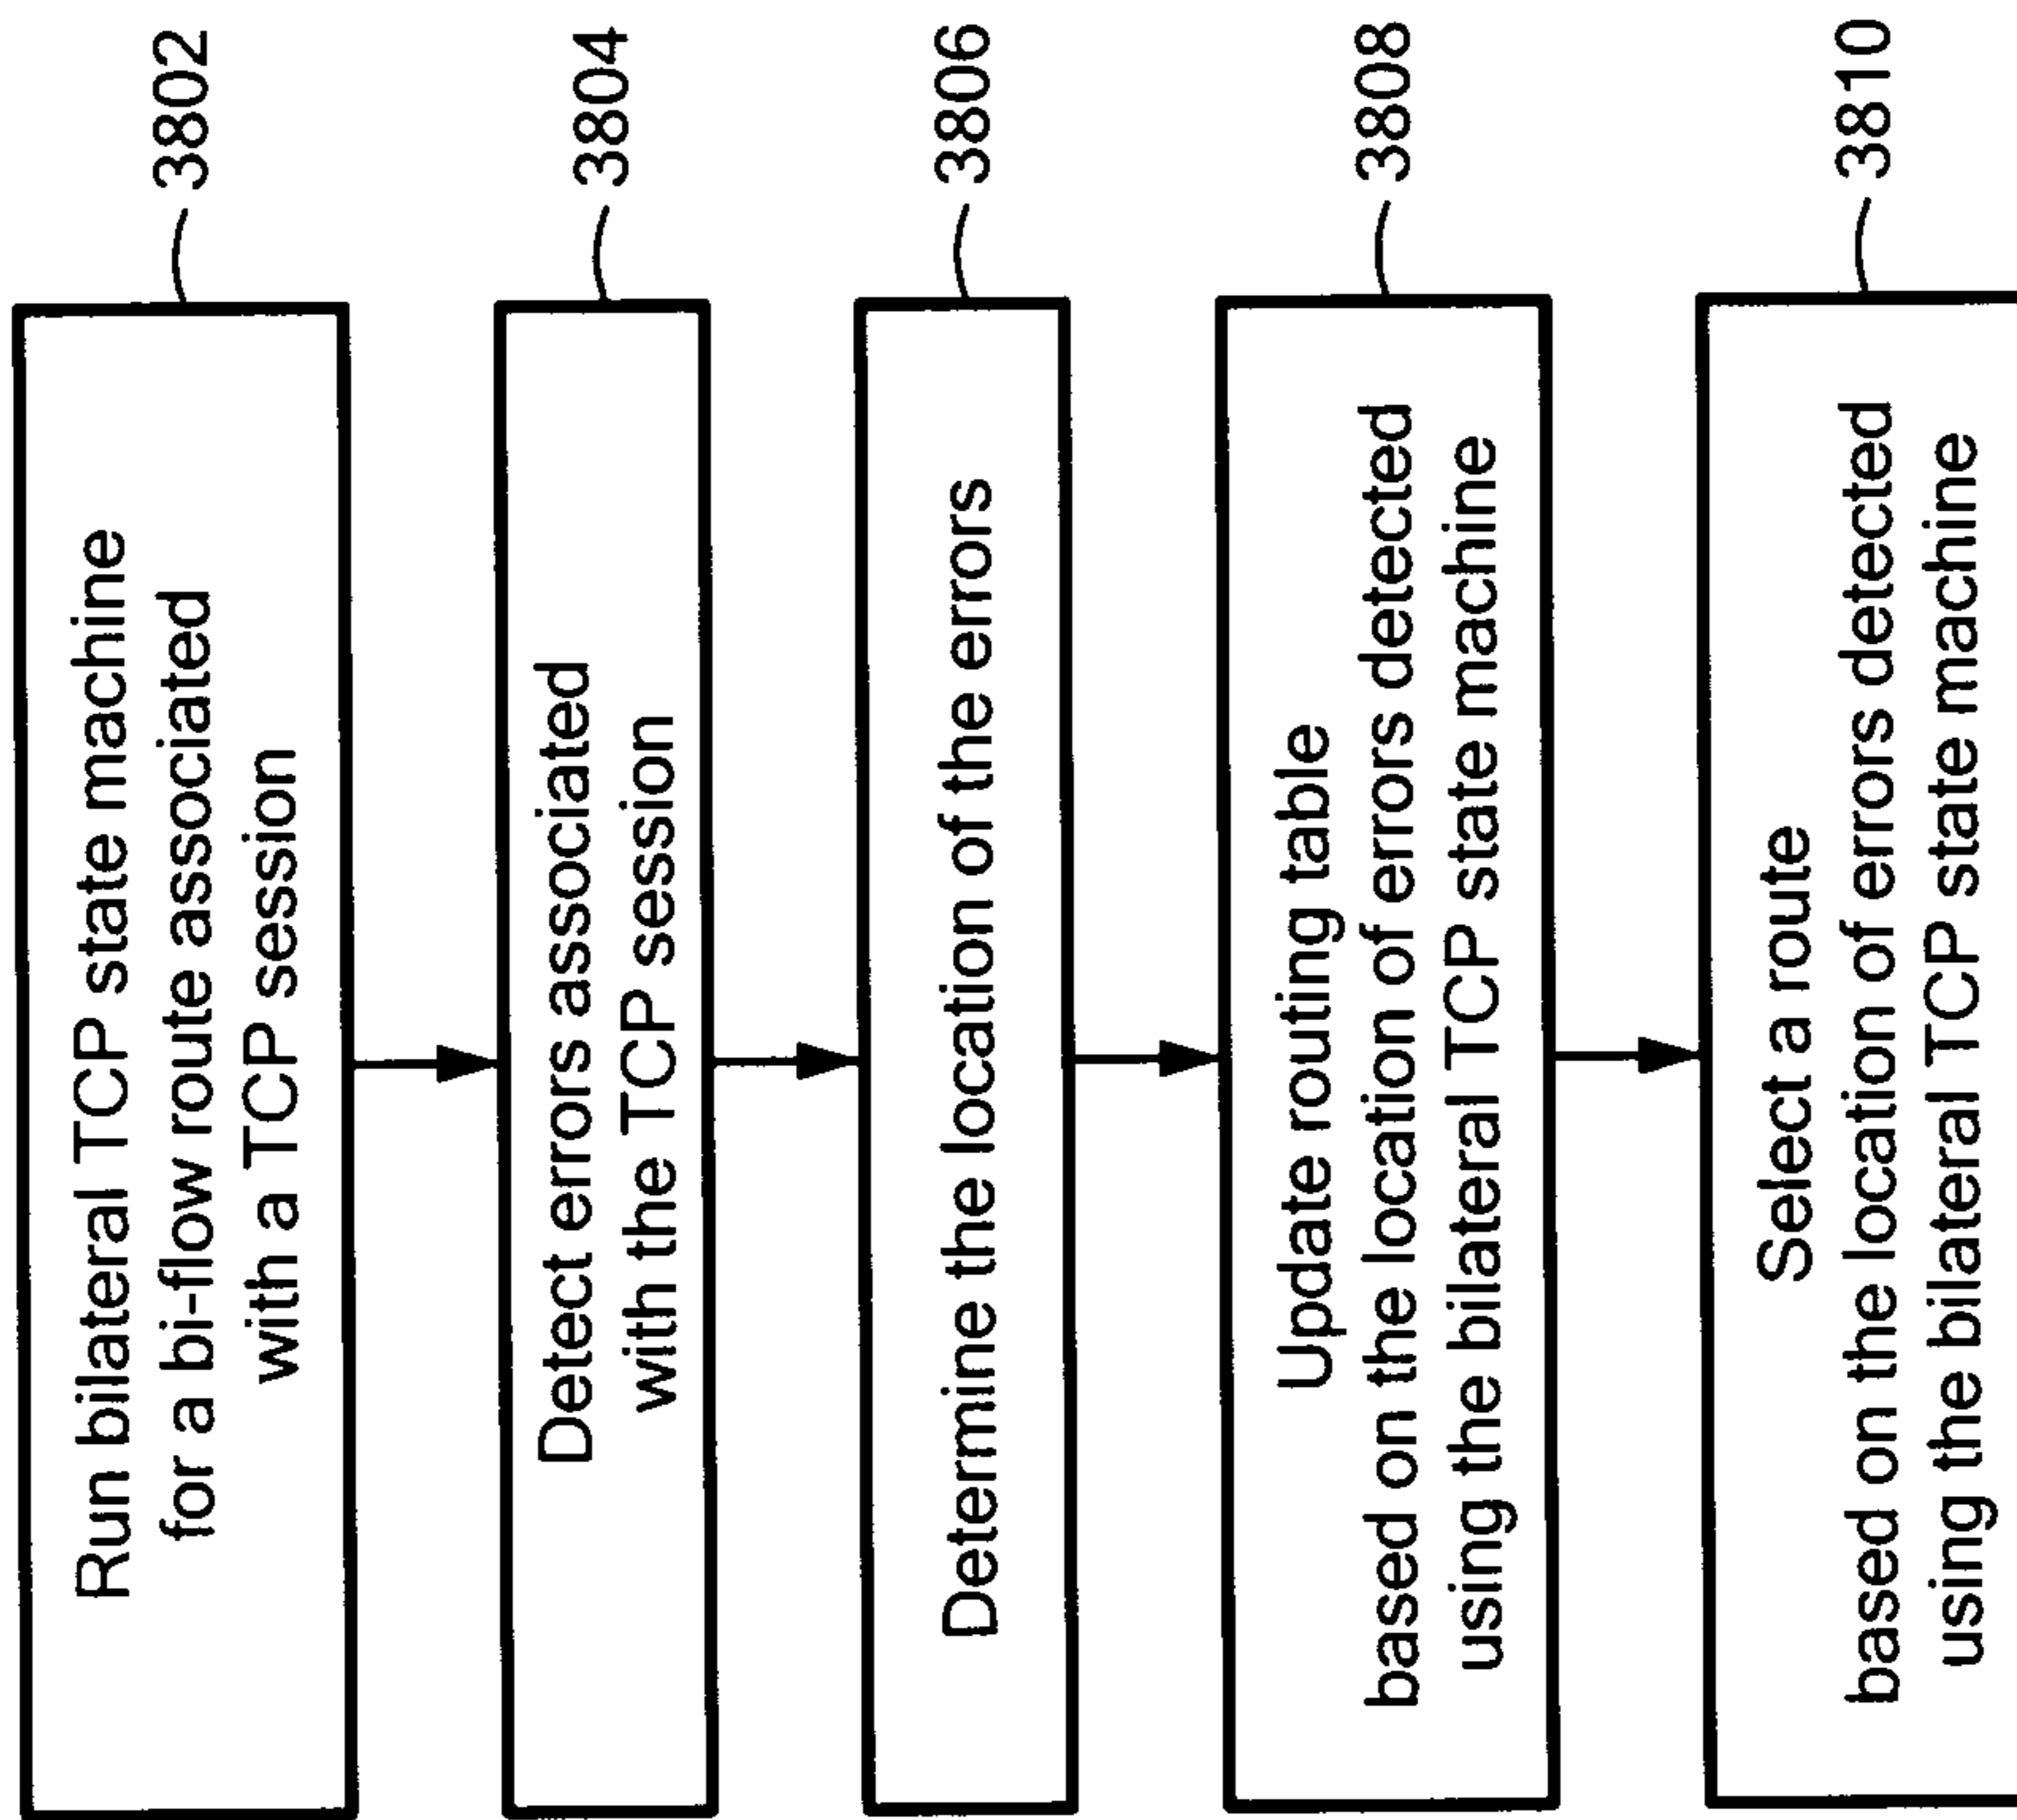 Run bilateral TCP state machine
for a bi-flow route associated
with a TCP session
3802
Detect errors associated
with the TCP session
3804
Determine the location of the errors
3806
Update routing table
based on the location of errors detected
using the bilateral TCP state machine
3808
Select a route
based on the location of errors detected
using the bilateral TCP state machine
3810